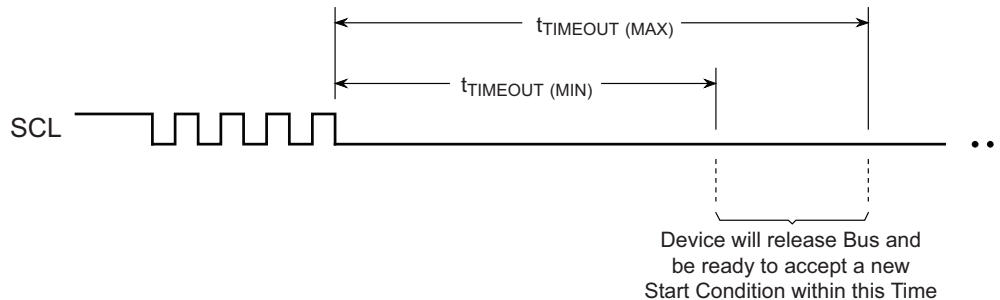 tTIMEOUT (MAX)
tTIMEOUT (MIN)
SCL
Device will release Bus and
be ready to accept a new
Start Condition within this Time